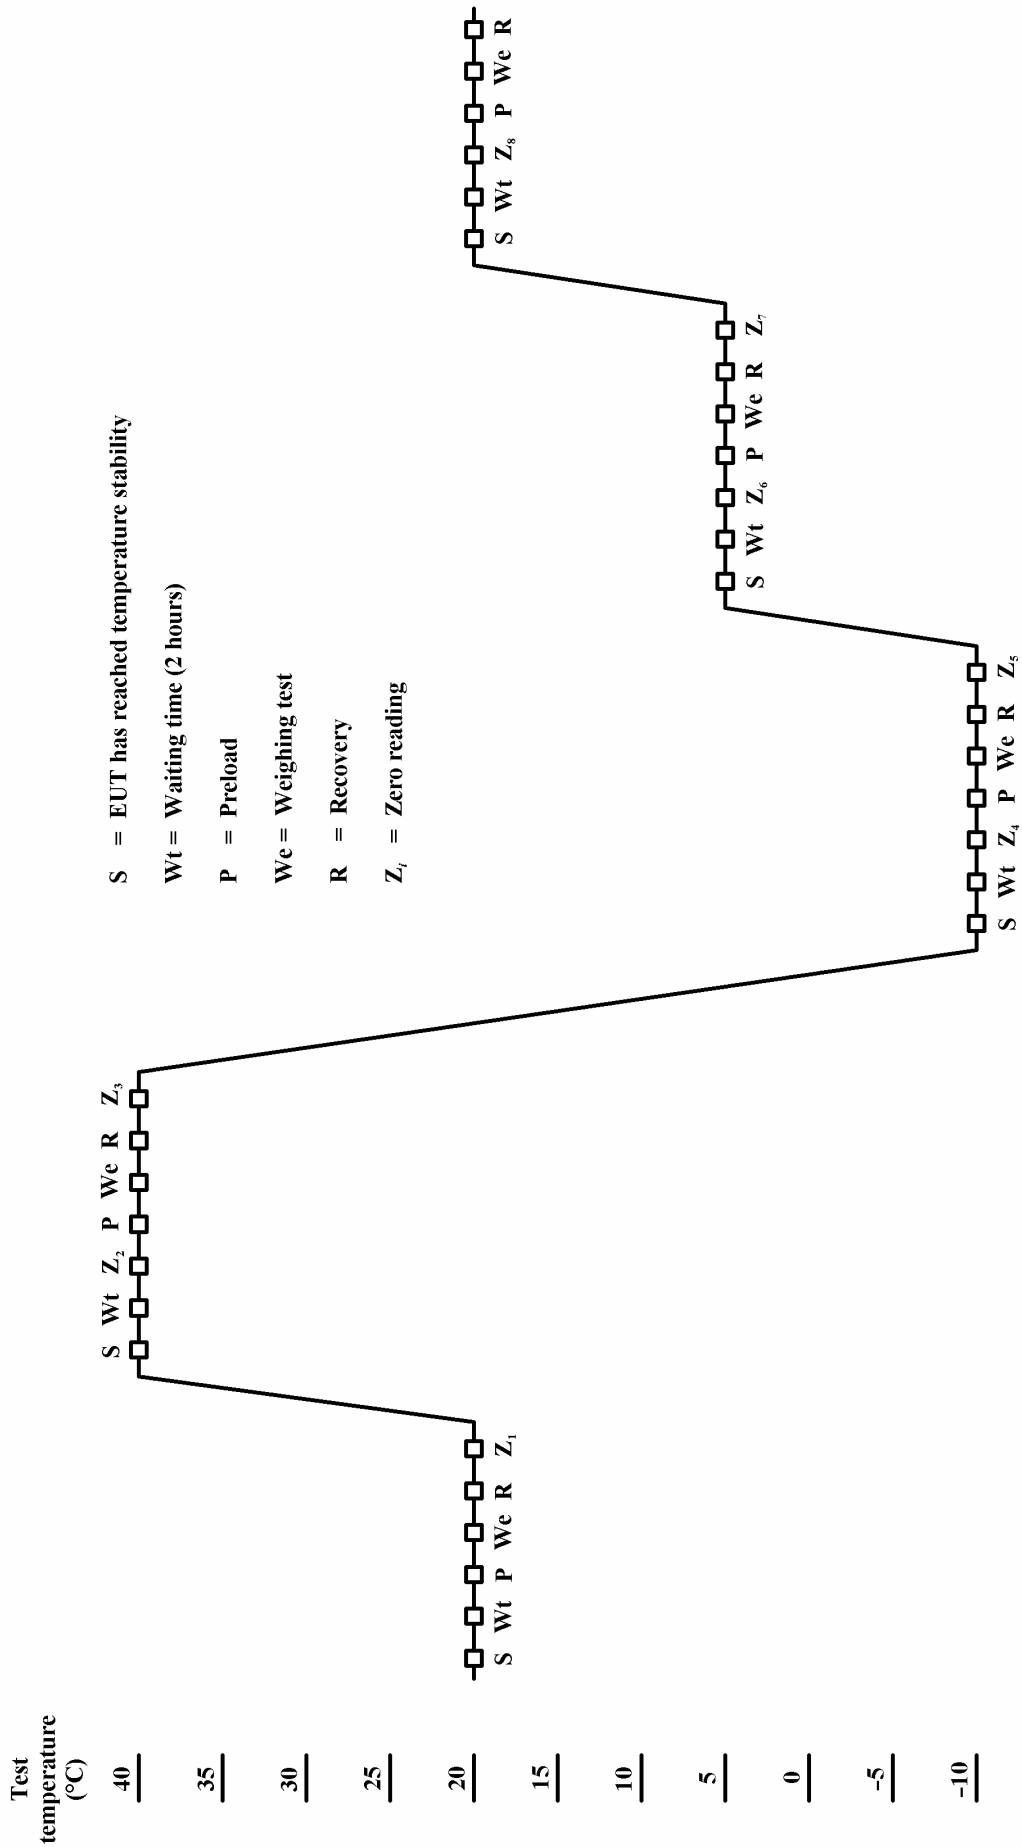 Test
temperature
(°C)
40
35
30
25
20
15
10
5
0
–5
–10
S = EUT has reached temperature stability
Wt = Waiting time (2 hours)
P = Preload
We = Weighing test
R = Recovery
Zᵢ = Zero reading
S Wt P We R Z₁
S Wt Z₂ P We R Z₃
S Wt Z₄ P We R Z₅
S Wt Z₆ P We R Z₇
S Wt Z₈ P We R